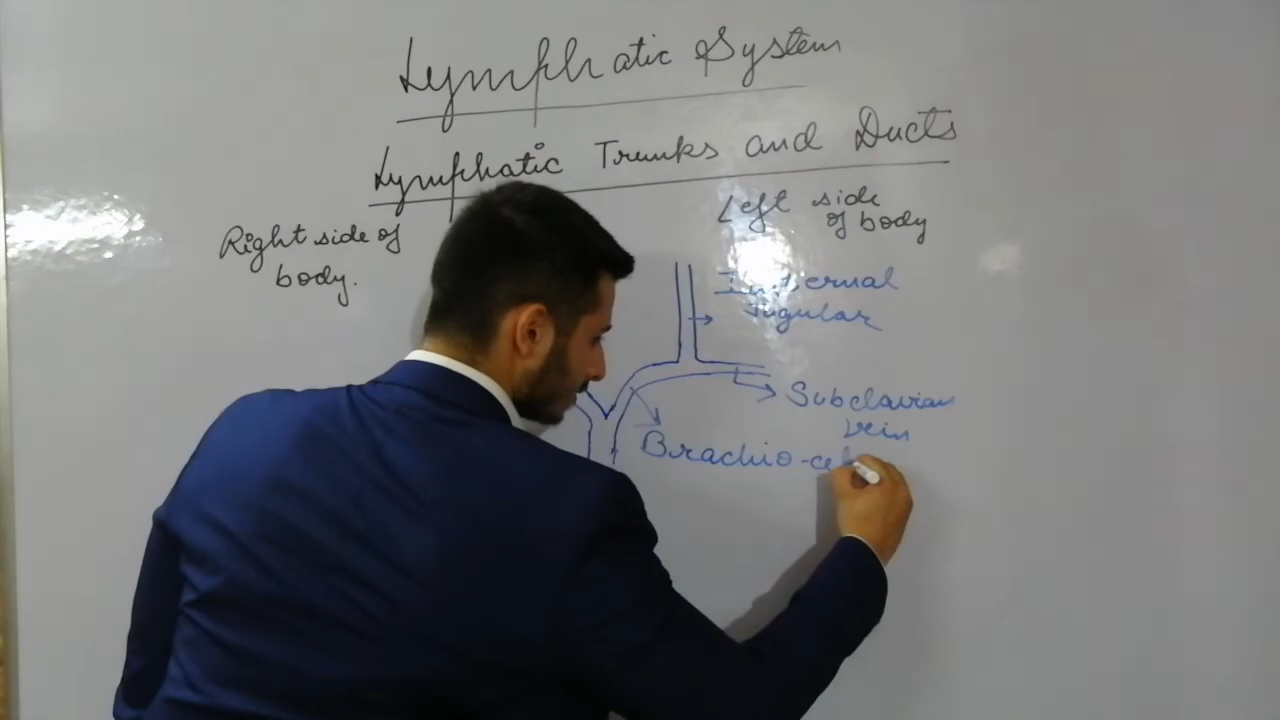 Lymphatic System
Lymphatic Trunks and Ducts
Right side of
body.
Left side
of body
Internal
Jugular
Subclavian
vein
Brachio-ce